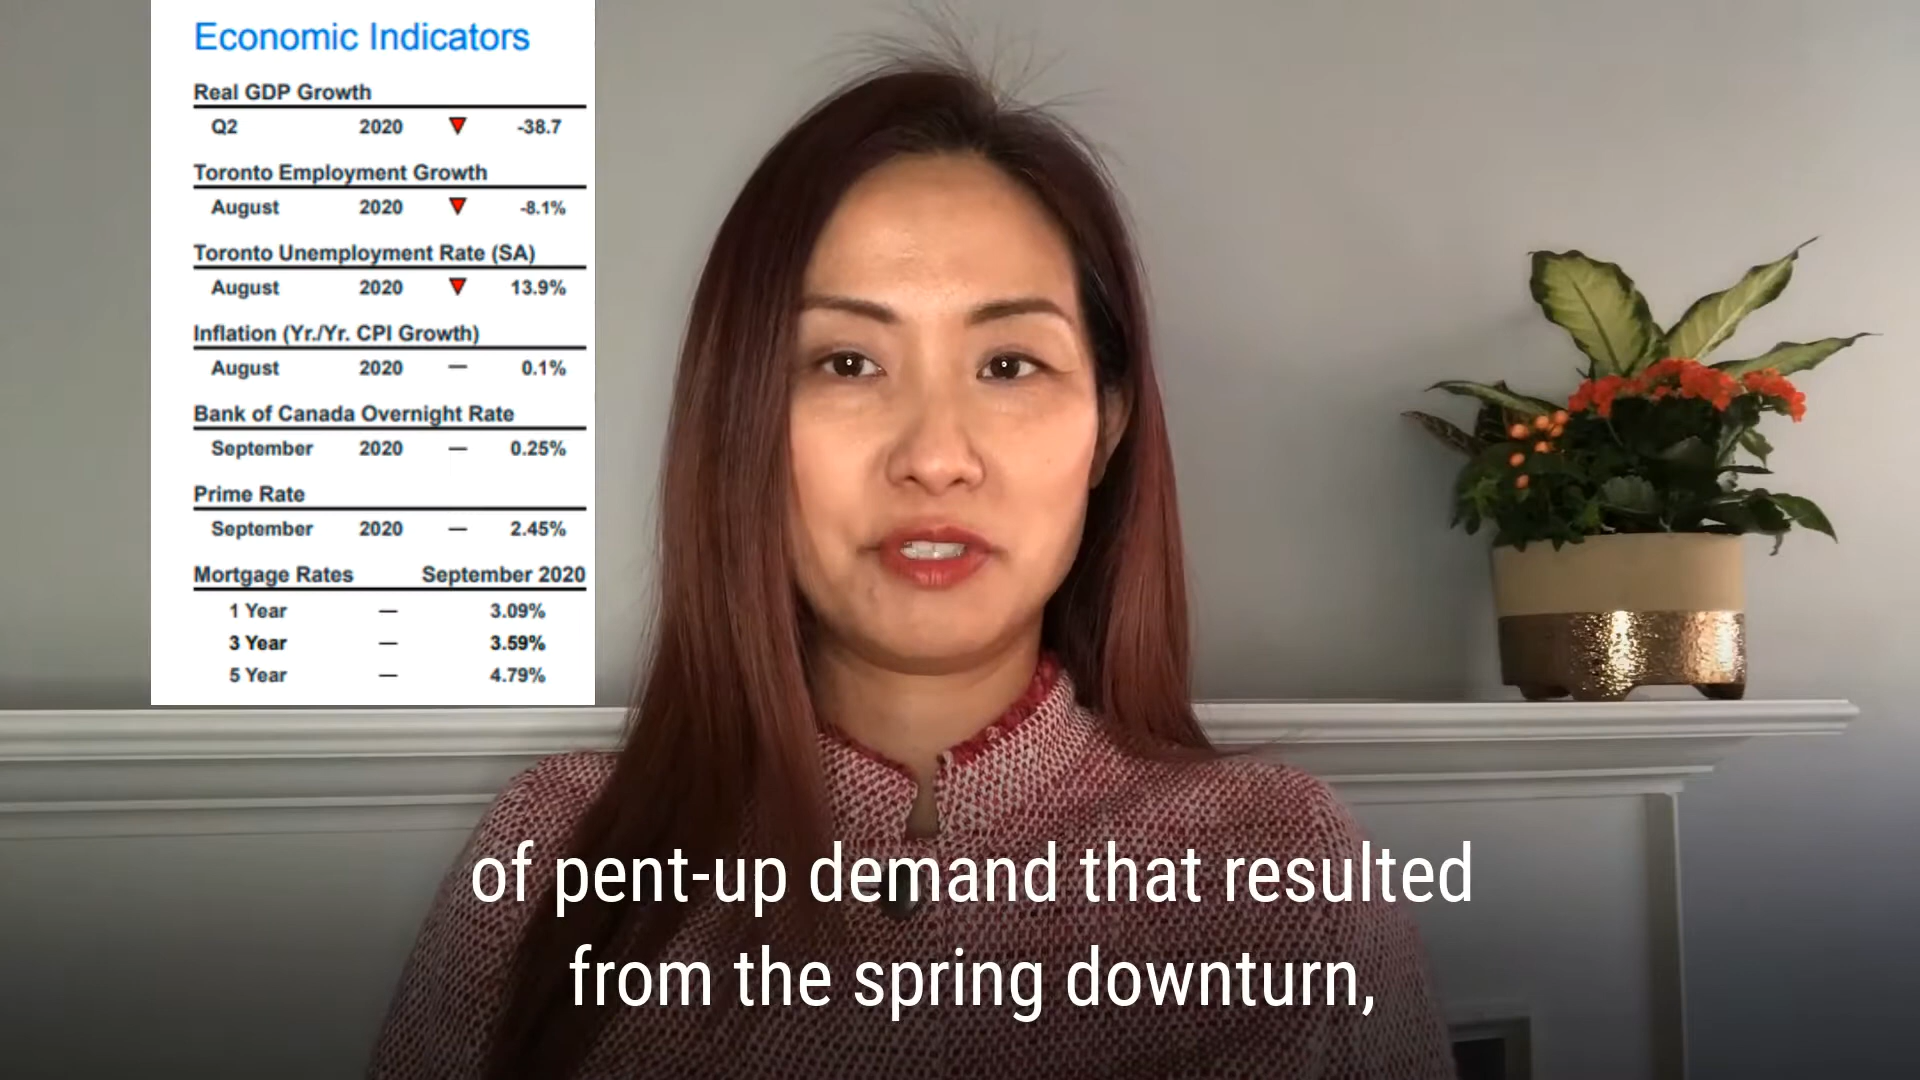 Economic Indicators
Real GDP Growth
Q2 2020 ▼ -38.7
Toronto Employment Growth
August 2020 ▼ -8.1%
Toronto Unemployment Rate (SA)
August 2020 ▼ 13.9%
Inflation (Yr./Yr. CPI Growth)
August 2020 — 0.1%
Bank of Canada Overnight Rate
September 2020 — 0.25%
Prime Rate
September 2020 — 2.45%
Mortgage Rates September 2020
1 Year — 3.09%
3 Year — 3.59%
5 Year — 4.79%
of pent-up demand that resulted
from the spring downturn,